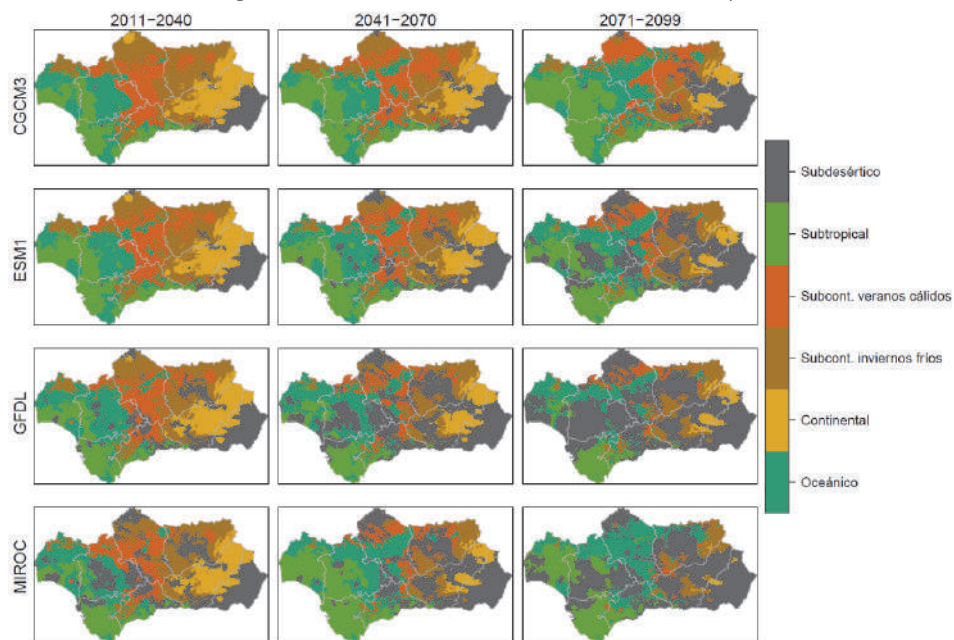 2011−2040
2041−2070
2071−2099
CGCM3
ESM1
GFDL
MIROC
Subdesértico
Subtropical
Subcont. veranos cálidos
Subcont. inviernos fríos
Continental
Oceánico